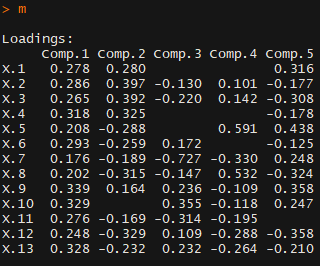 > m
Loadings:
Comp.1 Comp.2 Comp.3 Comp.4 Comp.5
X.1 0.278 0.280 0.316
X.2 0.286 0.397 -0.130 0.101 -0.177
X.3 0.265 0.392 -0.220 0.142 -0.308
X.4 0.318 0.325 -0.178
X.5 0.208 -0.288 0.591 0.438
X.6 0.293 -0.259 0.172 -0.125
X.7 0.176 -0.189 -0.727 -0.330 0.248
X.8 0.202 -0.315 -0.147 0.532 -0.324
X.9 0.339 0.164 0.236 -0.109 0.358
X.10 0.329 0.355 -0.118 0.247
X.11 0.276 -0.169 -0.314 -0.195
X.12 0.248 -0.329 0.109 -0.288 -0.358
X.13 0.328 -0.232 0.232 -0.264 -0.210